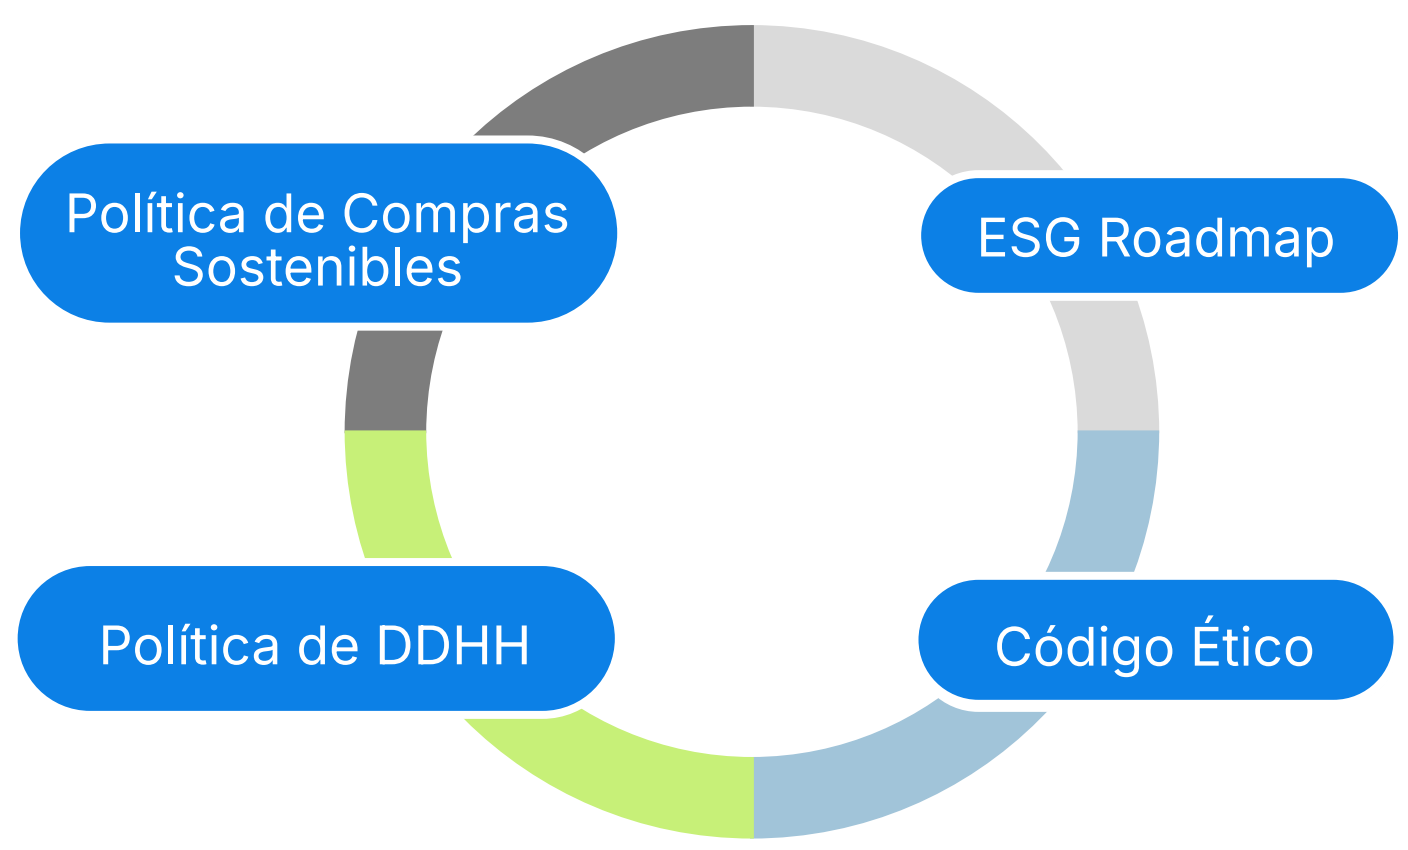 Política de Compras
Sostenibles
ESG Roadmap
Política de DDHH
Código Ético